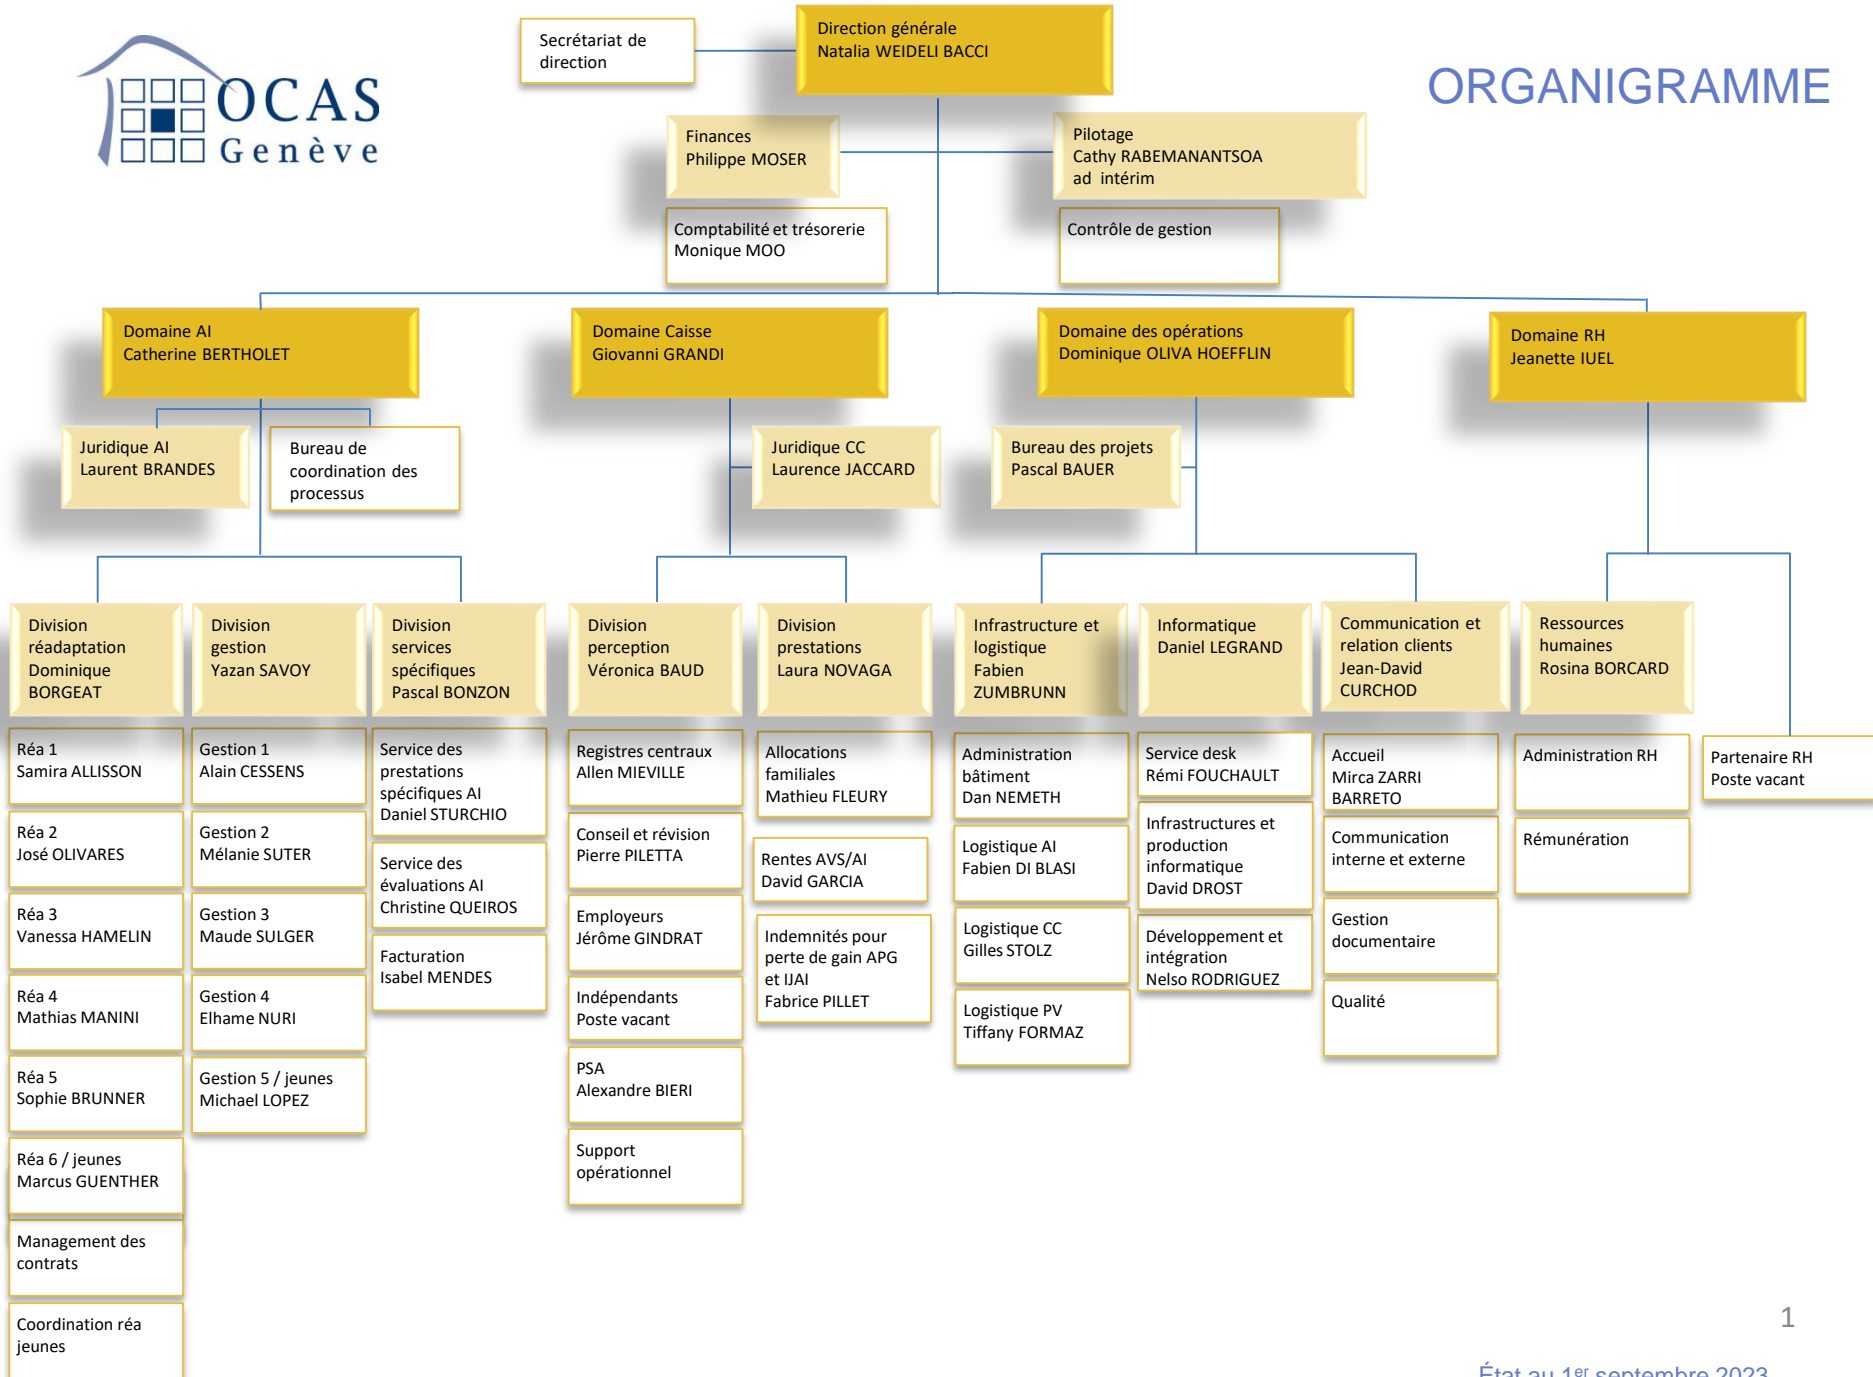 Secrétariat de
direction
Direction générale
Natalia WEIDELI BACCI
OCAS
Genève
ORGANIGRAMME
Finances
Philippe MOSER
Pilotage
Cathy RABEMANANTSOA
ad intérim
Comptabilité et trésorerie
Monique MOO
Contrôle de gestion
Domaine AI
Catherine BERTHOLET
Domaine Caisse
Giovanni GRANDI
Domaine des opérations
Dominique OLIVA HOEFFLIN
Domaine RH
Jeanette IUEL
Juridique AI
Laurent BRANDES
Bureau de
coordination des
processus
Juridique CC
Laurence JACCARD
Bureau des projets
Pascal BAUER
Division
réadaptation
Dominique
BORGEAT
Division
gestion
Yazan SAVOY
Division
services
spécifiques
Pascal BONZON
Division
perception
Véronica BAUD
Division
prestations
Laura NOVAGA
Infrastructure et
logistique
Fabien
ZUMBRUNN
Informatique
Daniel LEGRAND
Communication et
relation clients
Jean-David
CURCHOD
Ressources
humaines
Rosina BORCARD
Réa 1
Samira ALLISSON
Réa 2
José OLIVARES
Réa 3
Vanessa HAMELIN
Réa 4
Mathias MANINI
Réa 5
Sophie BRUNNER
Réa 6 / jeunes
Marcus GUENTHER
Management des
contrats
Coordination réa
jeunes
Gestion 1
Alain CESSENS
Gestion 2
Mélanie SUTER
Gestion 3
Maude SULGER
Gestion 4
Elhame NURI
Gestion 5 / jeunes
Michael LOPEZ
Service des
prestations
spécifiques AI
Daniel STURCHIO
Service des
évaluations AI
Christine QUEIROS
Facturation
Isabel MENDES
Registres centraux
Allen MIEVILLE
Conseil et révision
Pierre PILETTA
Employeurs
Jérôme GINDRAT
Indépendants
Poste vacant
PSA
Alexandre BIERI
Support
opérationnel
Allocations
familiales
Mathieu FLEURY
Rentes AVS/AI
David GARCIA
Indemnités pour
perte de gain APG
et IJAI
Fabrice PILLET
Administration
bâtiment
Dan NEMETH
Logistique AI
Fabien DI BLASI
Logistique CC
Gilles STOLZ
Logistique PV
Tiffany FORMAZ
Service desk
Rémi FOUCHAULT
Infrastructures et
production
informatique
David DROST
Développement et
intégration
Nelso RODRIGUEZ
Accueil
Mirca ZARRI
BARRETO
Communication
interne et externe
Gestion
documentaire
Qualité
Administration RH
Rémunération
Partenaire RH
Poste vacant
1
État au 1er septembre 2023